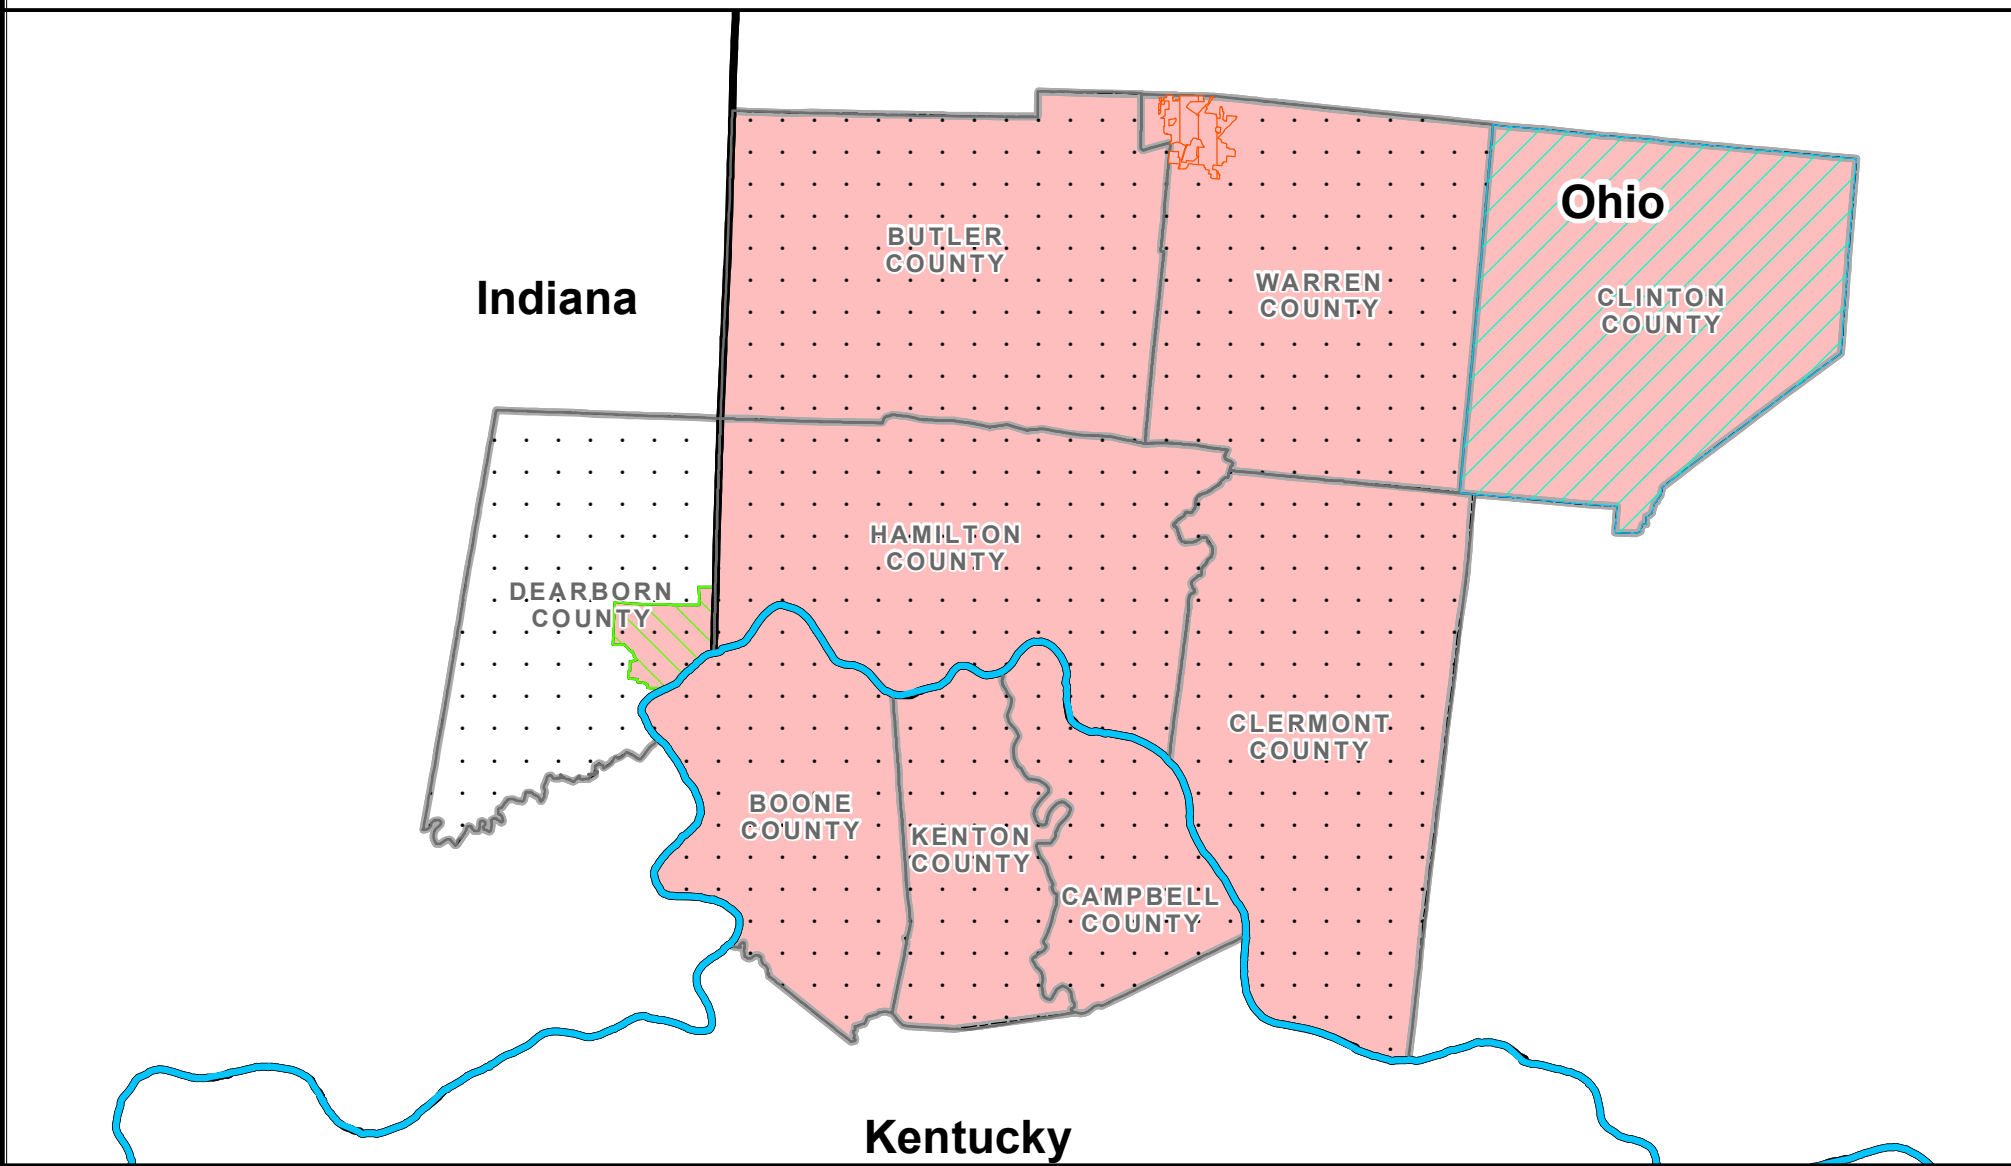 Ohio
BUTLER
COUNTY
Indiana
WARREN
COUNTY
CLINTON
COUNTY
HAMILTON
COUNTY
DEARBORN
COUNTY
CLERMONT
COUNTY
BOONE
COUNTY
KENTON
COUNTY
CAMPBELL
COUNTY
Kentucky